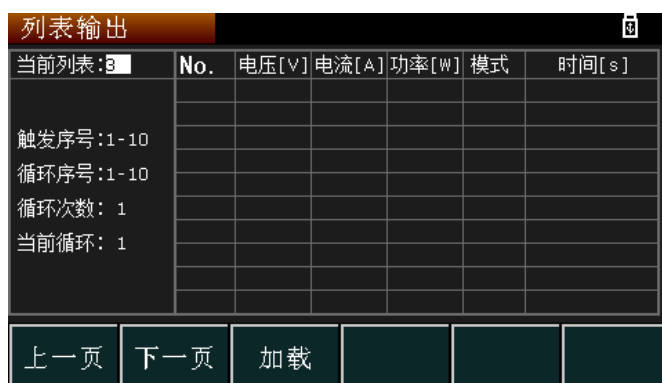 列表输出
当前列表:3 No. 电压[V] 电流[A] 功率[W] 模式 时间[s]
触发序号:1-10
循环序号:1-10
循环次数: 1
当前循环: 1
上一页 下一页 加载